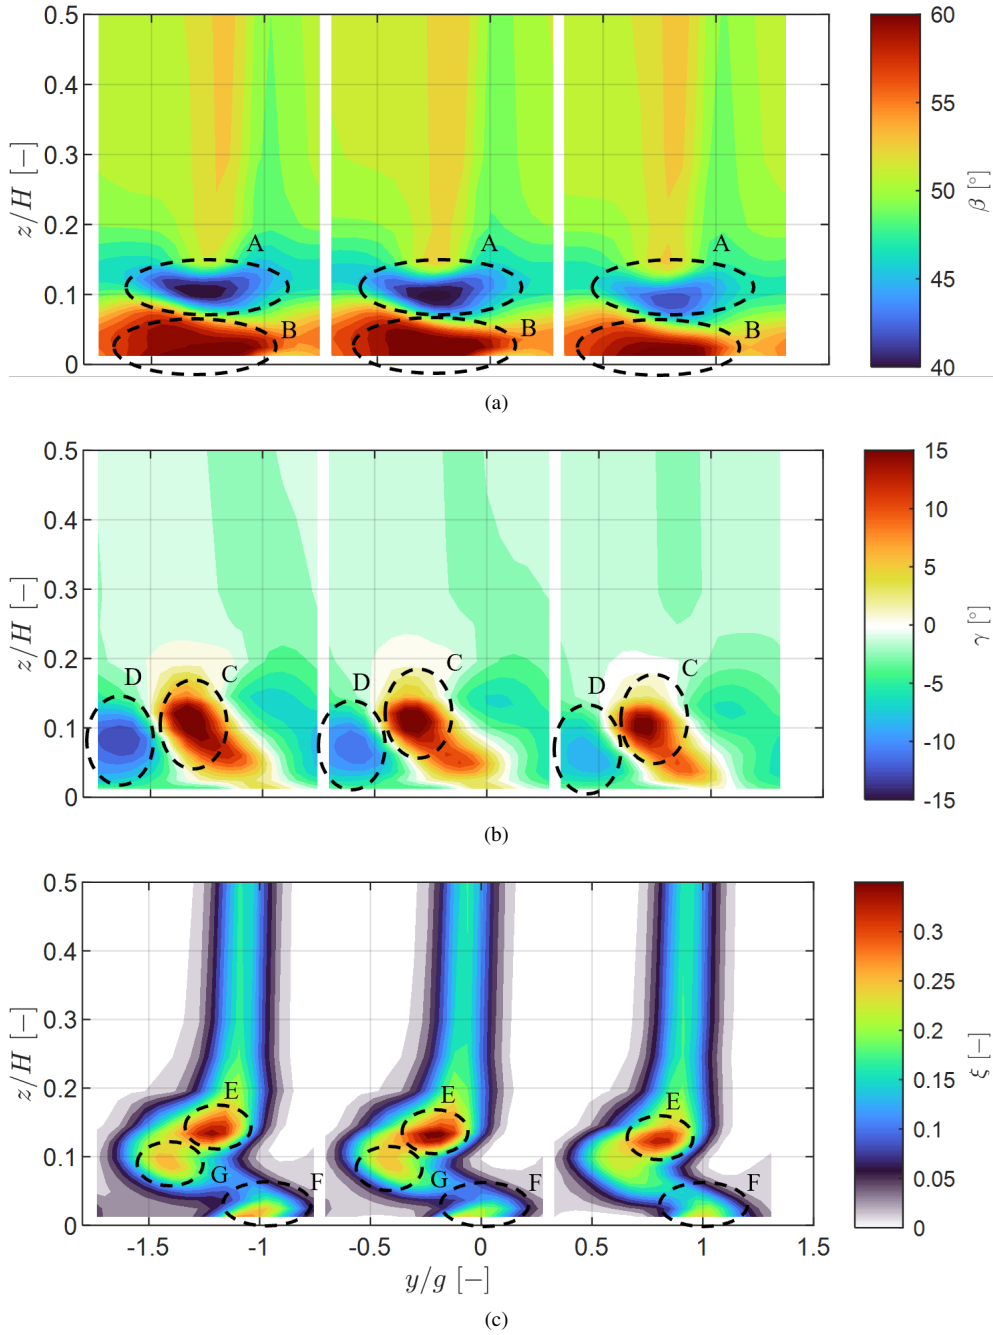 0.5
0.4
0.3
0.2
0.1
0
z/H [−]
A
A
A
B
B
B
60
55
50
45
40
β [°]
(a)
0.5
0.4
0.3
0.2
0.1
0
z/H [−]
D
C
D
C
D
C
15
10
5
0
-5
-10
-15
γ [°]
(b)
0.5
0.4
0.3
0.2
0.1
0
z/H [−]
E
E
E
G
F
G
F
F
-1.5
-1
-0.5
0
0.5
1
1.5
y/g [−]
0.3
0.25
0.2
0.15
0.1
0.05
0
ξ [−]
(c)